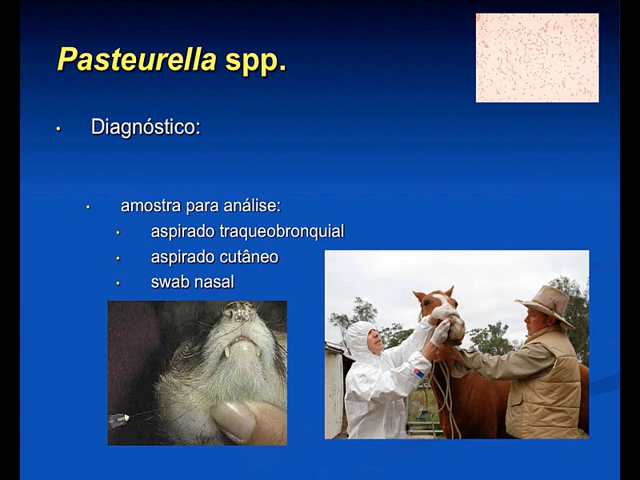 Pasteurella spp.
• Diagnóstico:
• amostra para análise:
• aspirado traqueobronquial
• aspirado cutâneo
• swab nasal